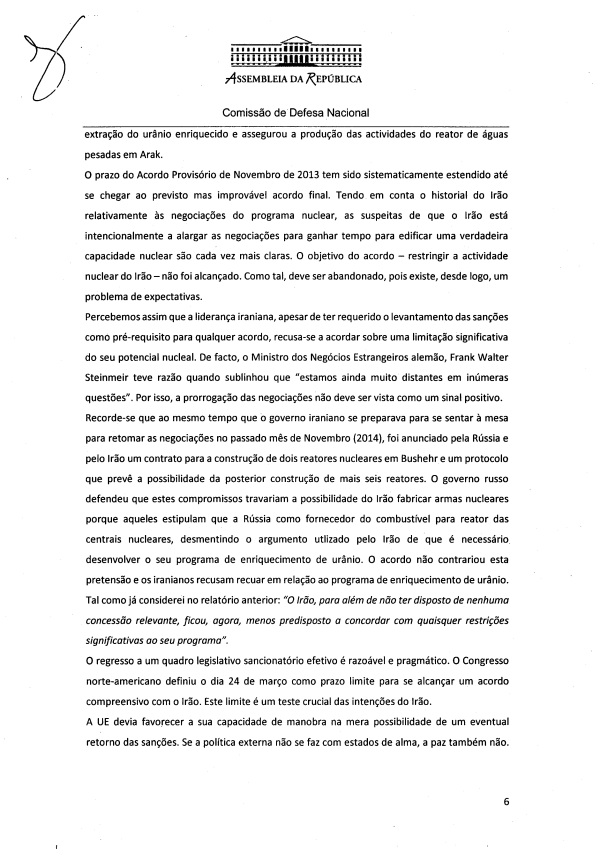 ASSEMBLEIA DA REPÚBLICA
Comissão de Defesa Nacional
extração do urânio enriquecido e assegurou a produção das actividades do reator de águas
pesadas em Arak.
O prazo do Acordo Provisório de Novembro de 2013 tem sido sistematicamente estendido até
se chegar ao previsto mas improvável acordo final. Tendo em conta o historial do Irão
relativamente às negociações do programa nuclear, as suspeitas de que o Irão está
intencionalmente a alargar as negociações para ganhar tempo para edificar uma verdadeira
capacidade nuclear são cada vez mais claras. O objetivo do acordo – restringir a actividade
nuclear do Irão – não foi alcançado. Como tal, deve ser abandonado, pois existe, desde logo, um
problema de expectativas.
Percebemos assim que a liderança iraniana, apesar de ter requerido o levantamento das sanções
como pré-requisito para qualquer acordo, recusa-se a acordar sobre uma limitação significativa
do seu potencial nucleal. De facto, o Ministro dos Negócios Estrangeiros alemão, Frank Walter
Steinmeir teve razão quando sublinhou que “estamos ainda muito distantes em inúmeras
questões”. Por isso, a prorrogação das negociações não deve ser vista como um sinal positivo.
Recorde-se que ao mesmo tempo que o governo iraniano se preparava para se sentar à mesa
para retomar as negociações no passado mês de Novembro (2014), foi anunciado pela Rússia e
pelo Irão um contrato para a construção de dois reatores nucleares em Bushehr e um protocolo
que prevê a possibilidade da posterior construção de mais seis reatores. O governo russo
defendeu que estes compromissos travariam a possibilidade do Irão fabricar armas nucleares
porque aqueles estipulam que a Rússia como fornecedor do combustível para reator das
centrais nucleares, desmentindo o argumento utlizado pelo Irão de que é necessário
desenvolver o seu programa de enriquecimento de urânio. O acordo não contrariou esta
pretensão e os iranianos recusam recuar em relação ao programa de enriquecimento de urânio.
Tal como já considerei no relatório anterior: “O Irão, para além de não ter disposto de nenhuma
concessão relevante, ficou, agora, menos predisposto a concordar com quaisquer restrições
significativas ao seu programa”.
O regresso a um quadro legislativo sancionatório efetivo é razoável e pragmático. O Congresso
norte-americano definiu o dia 24 de março como prazo limite para se alcançar um acordo
compreensivo com o Irão. Este limite é um teste crucial das intenções do Irão.
A UE devia favorecer a sua capacidade de manobra na mera possibilidade de um eventual
retorno das sanções. Se a política externa não se faz com estados de alma, a paz também não.
6